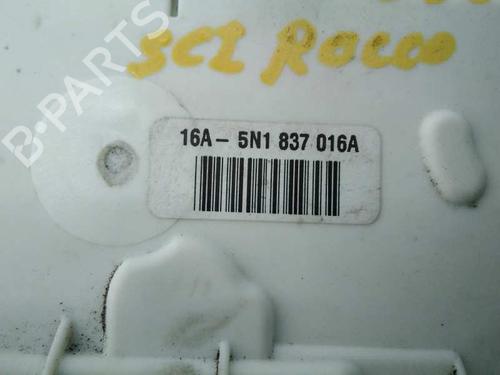 SCI ROCCO
16A- 5N1 837 016A
B-PARTS